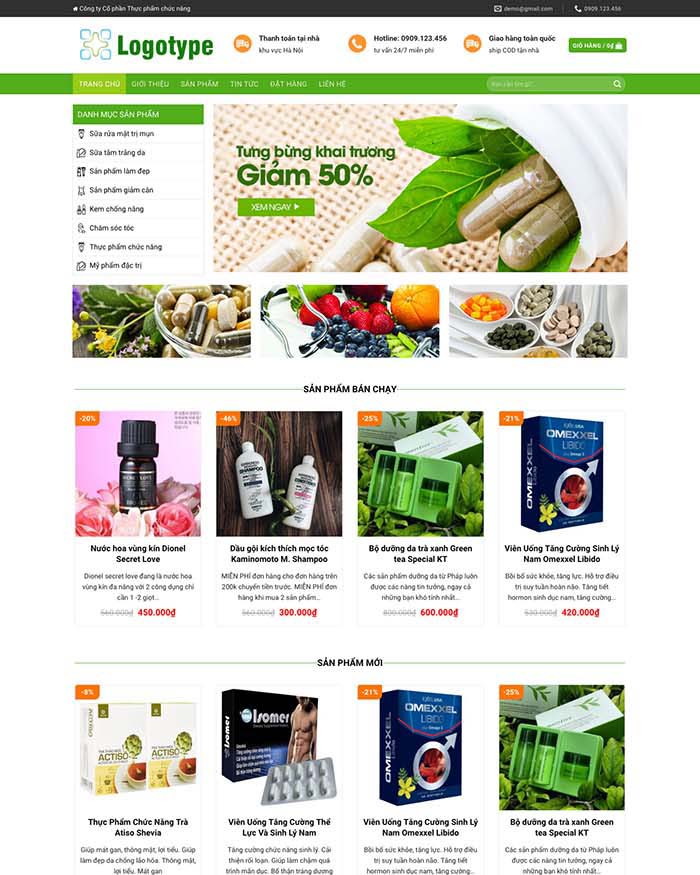 Công ty Cổ phần Thực phẩm chức năng
demo@gmail.com
0909.123.456
Logotype
Thanh toán tại nhà
khu vực Hà Nội
Hotline: 0909.123.456
tư vấn 24/7 miễn phí
Giao hàng toàn quốc
ship COD tận nhà
GIỎ HÀNG / 0₫
TRANG CHỦ
GIỚI THIỆU
SẢN PHẨM
TIN TỨC
ĐẶT HÀNG
LIÊN HỆ
Bạn cần tìm gì?...
DANH MỤC SẢN PHẨM
Sữa rửa mặt trị mụn
Sữa tắm trắng da
Sản phẩm làm đẹp
Sản phẩm giảm cân
Kem chống nắng
Chăm sóc tóc
Thực phẩm chức năng
Mỹ phẩm đặc trị
Tưng bừng khai trương
Giảm 50%
XEM NGAY
SẢN PHẨM BÁN CHẠY
-20%
SECRET LOVE
Nước hoa vùng kín Dionel
Secret Love
Dionel secret love đang là nước hoa
vùng kín đa năng với 2 công dụng chỉ
cần 1 -2 giọt...
560.000₫ 450.000₫
-46%
SHAMPOO
CONDITIONER
Dầu gội kích thích mọc tóc
Kaminomoto M. Shampoo
MIỄN PHÍ đơn hàng cho đơn hàng trên
200k chuyển tiền trước. MIỄN PHÍ đơn
hàng khi mua 2 sản phẩm...
560.000₫ 300.000₫
-25%
innisfree
Bộ dưỡng da trà xanh Green
tea Special KT
Các sản phẩm dưỡng da từ Pháp luôn
được các nàng tin tưởng, ngay cả
những bạn khó tính nhất...
800.000₫ 600.000₫
-21%
OMEXXEL
LIBIDO
Viên Uống Tăng Cường Sinh Lý
Nam Omexxel Libido
Bồi bổ sức khỏe, tăng lực. Hỗ trợ điều
trị suy tuần hoàn não. Tăng tiết
hormon sinh dục nam, tăng cường...
530.000₫ 420.000₫
SẢN PHẨM MỚI
-8%
ACTISO
Thực Phẩm Chức Năng Trà
Atiso Shevia
Giúp mát gan, thông mật, lợi tiểu. Giúp
làm đẹp da chống lão hóa. Thông mật,
lợi tiểu. Mát gan
Isomer
Isomer
Viên Uống Tăng Cường Thể
Lực Và Sinh Lý Nam
Tăng cường chức năng sinh lý. Cải
thiện rối loạn. Giúp làm chậm quá
trình mãn dục. Bổ thận tráng dương
-21%
OMEXXEL
LIBIDO
Viên Uống Tăng Cường Sinh Lý
Nam Omexxel Libido
Bồi bổ sức khỏe, tăng lực. Hỗ trợ điều
trị suy tuần hoàn não. Tăng tiết
hormon sinh dục nam, tăng cường...
-25%
innisfree
Bộ dưỡng da trà xanh Green
tea Special KT
Các sản phẩm dưỡng da từ Pháp luôn
được các nàng tin tưởng, ngay cả
những bạn khó tính nhất...